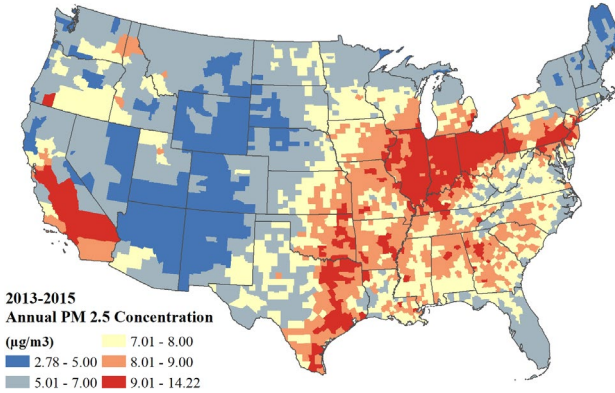 2013-2015
Annual PM 2.5 Concentration
(µg/m3)
2.78 - 5.00
5.01 - 7.00
7.01 - 8.00
8.01 - 9.00
9.01 - 14.22